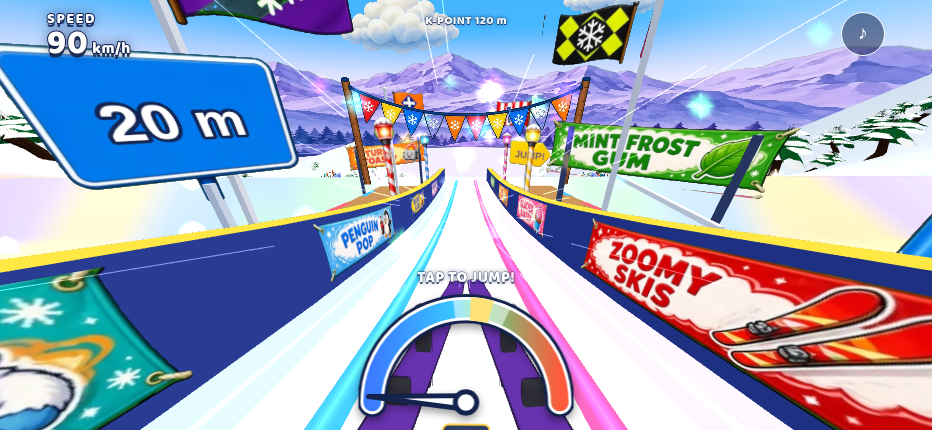 SPEED
90 km/h
K-POINT 120 m
♪
20 m
JUMP!
MINT FROST
GUM
PENGUIN
POP
ZOOMY
SKIS
TAP TO JUMP!